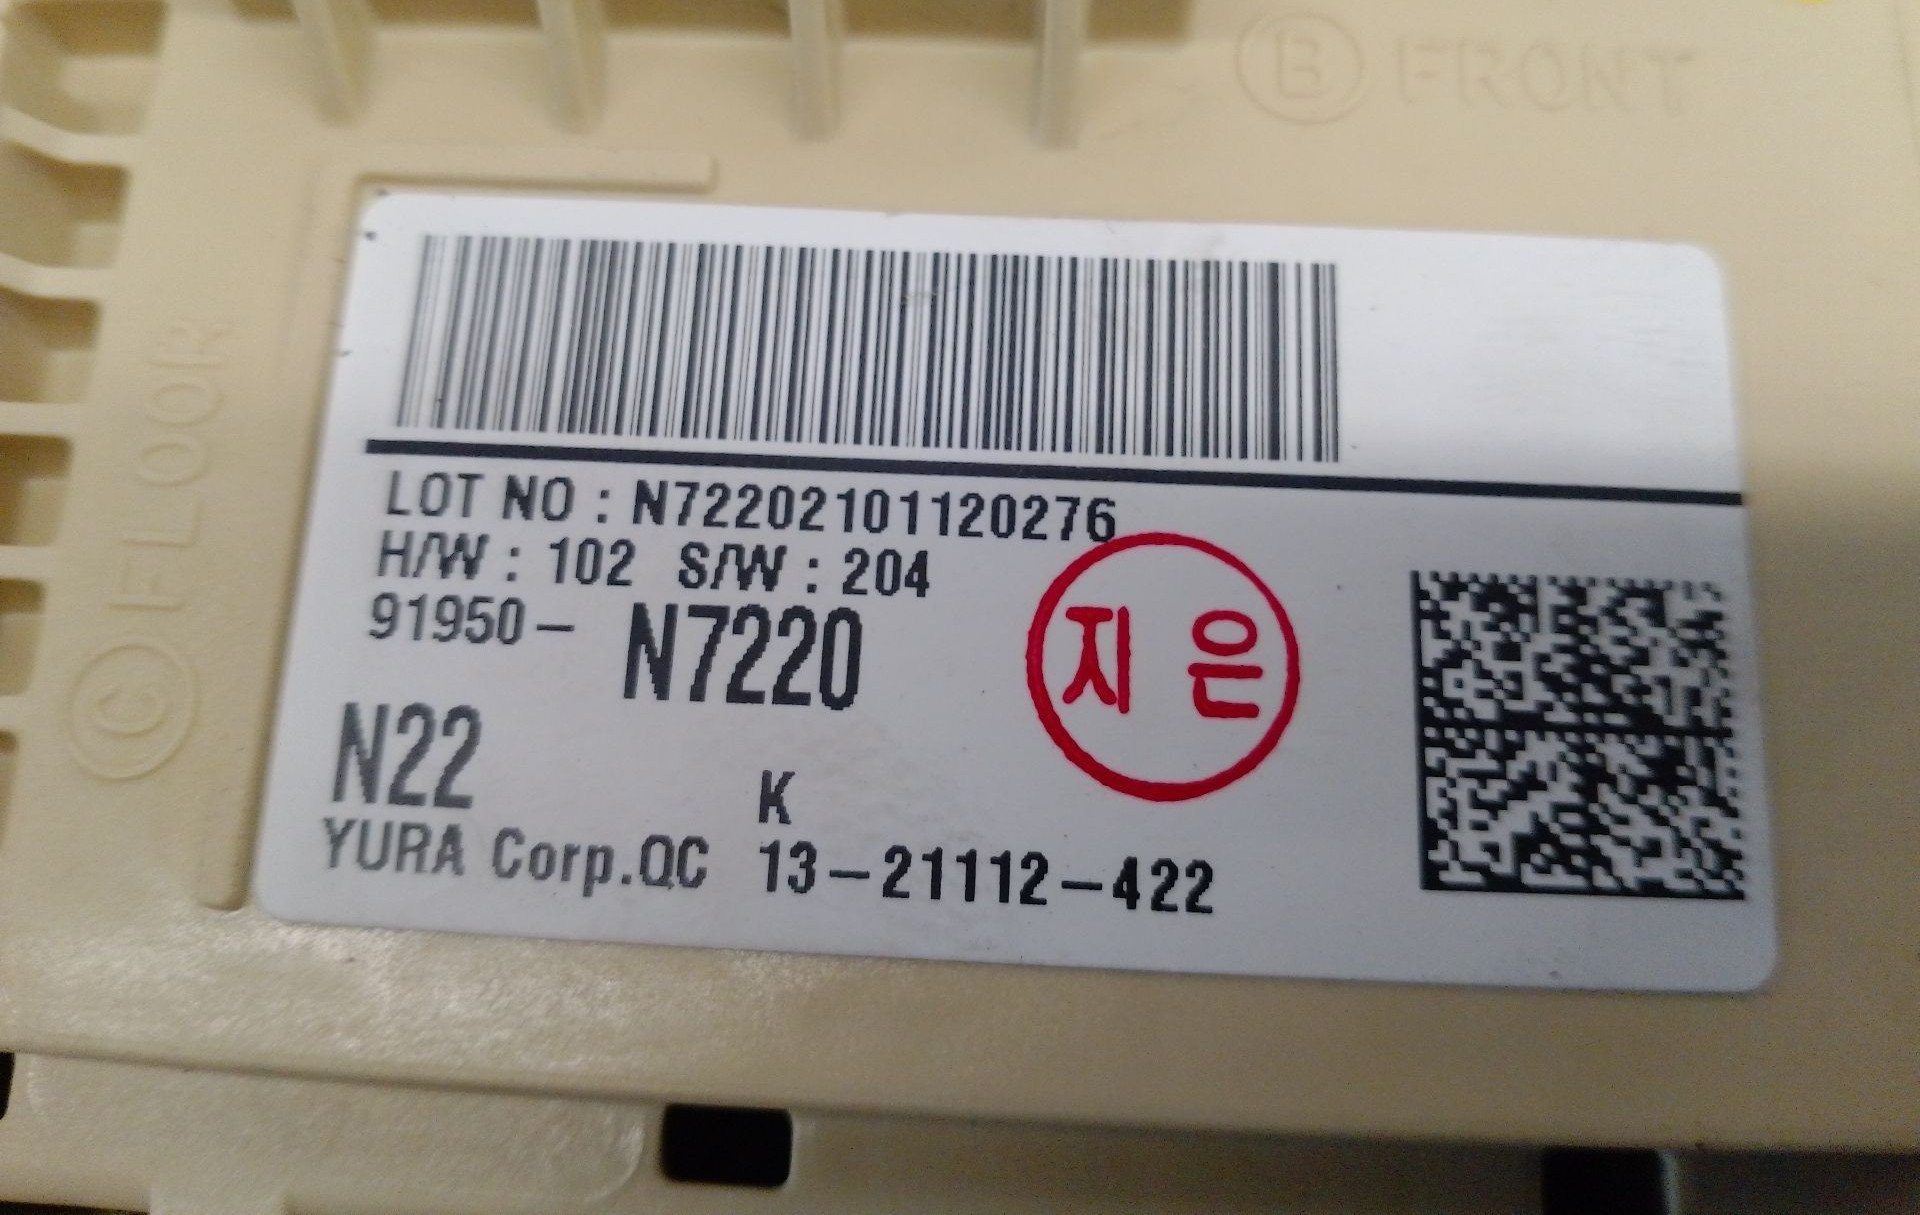 B FRONT
C FLOOR
LOT NO : N72202101120276
H/W : 102 S/W : 204
91950- N7220
지은
N22
K
YURA Corp.QC 13-21112-422